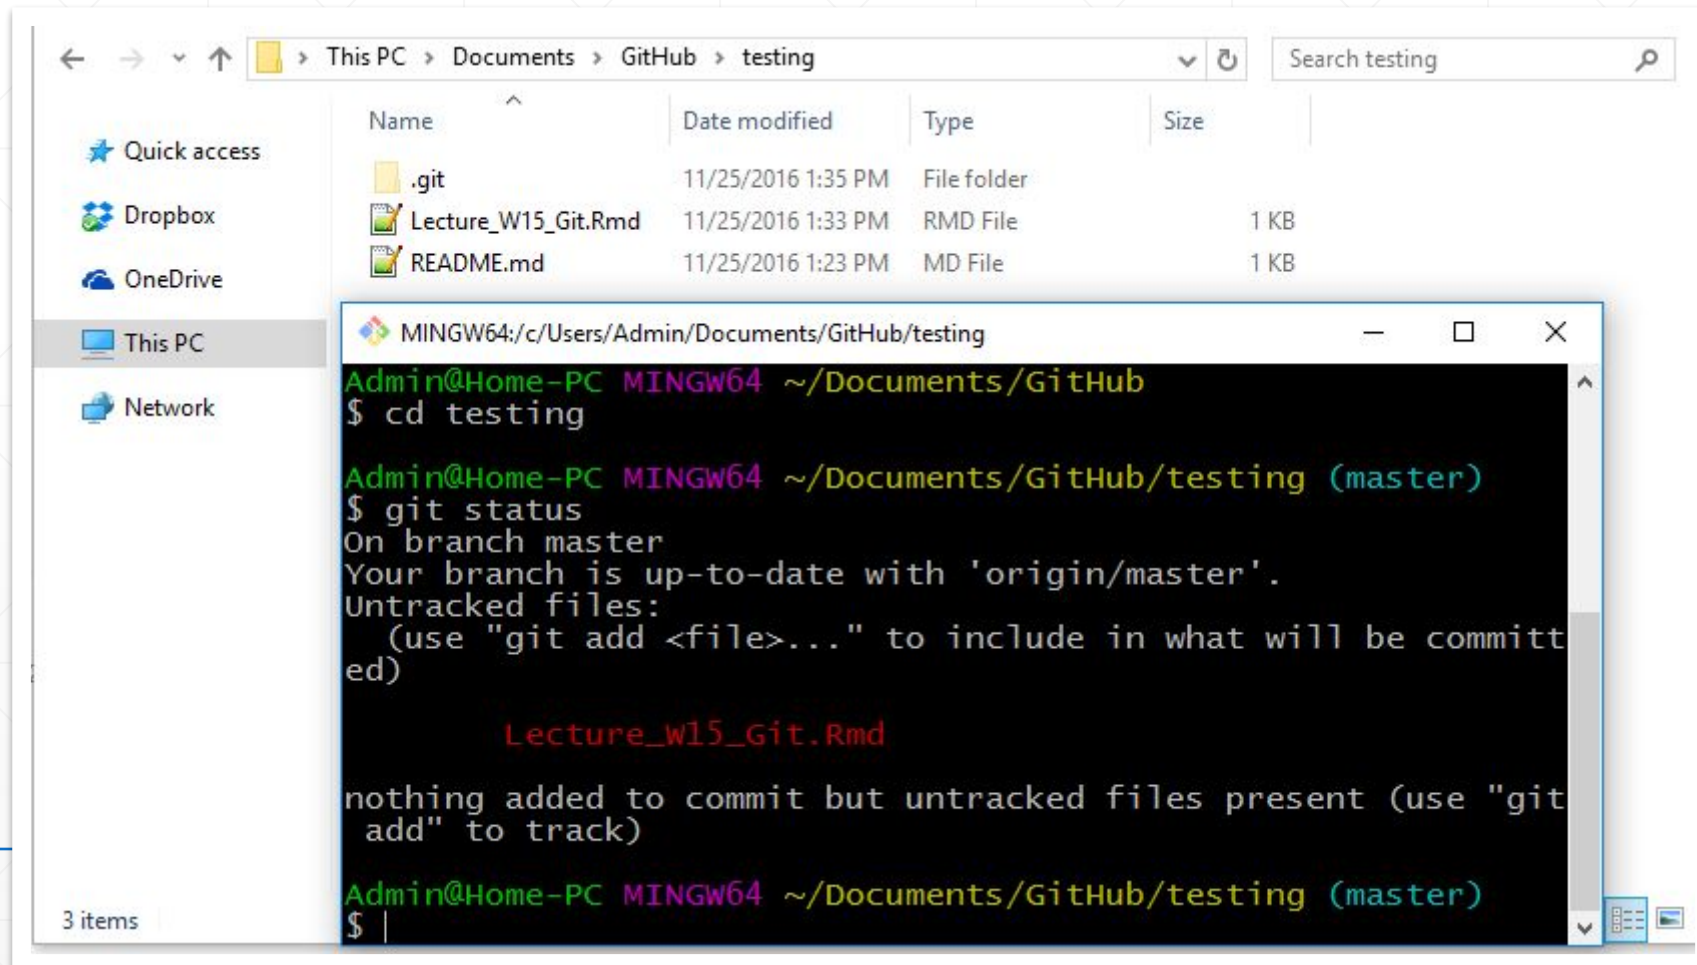 This PC > Documents > GitHub > testing
Search testing
Name Date modified Type Size
Quick access
Dropbox
OneDrive
This PC
Network
.git 11/25/2016 1:35 PM File folder
Lecture_W15_Git.Rmd 11/25/2016 1:33 PM RMD File 1 KB
README.md 11/25/2016 1:23 PM MD File 1 KB
MINGW64:/c/Users/Admin/Documents/GitHub/testing
Admin@Home-PC MINGW64 ~/Documents/GitHub
$ cd testing
Admin@Home-PC MINGW64 ~/Documents/GitHub/testing (master)
$ git status
On branch master
Your branch is up-to-date with 'origin/master'.
Untracked files:
(use "git add <file>..." to include in what will be committ
ed)
Lecture_W15_Git.Rmd
nothing added to commit but untracked files present (use "git
add" to track)
Admin@Home-PC MINGW64 ~/Documents/GitHub/testing (master)
$
3 items